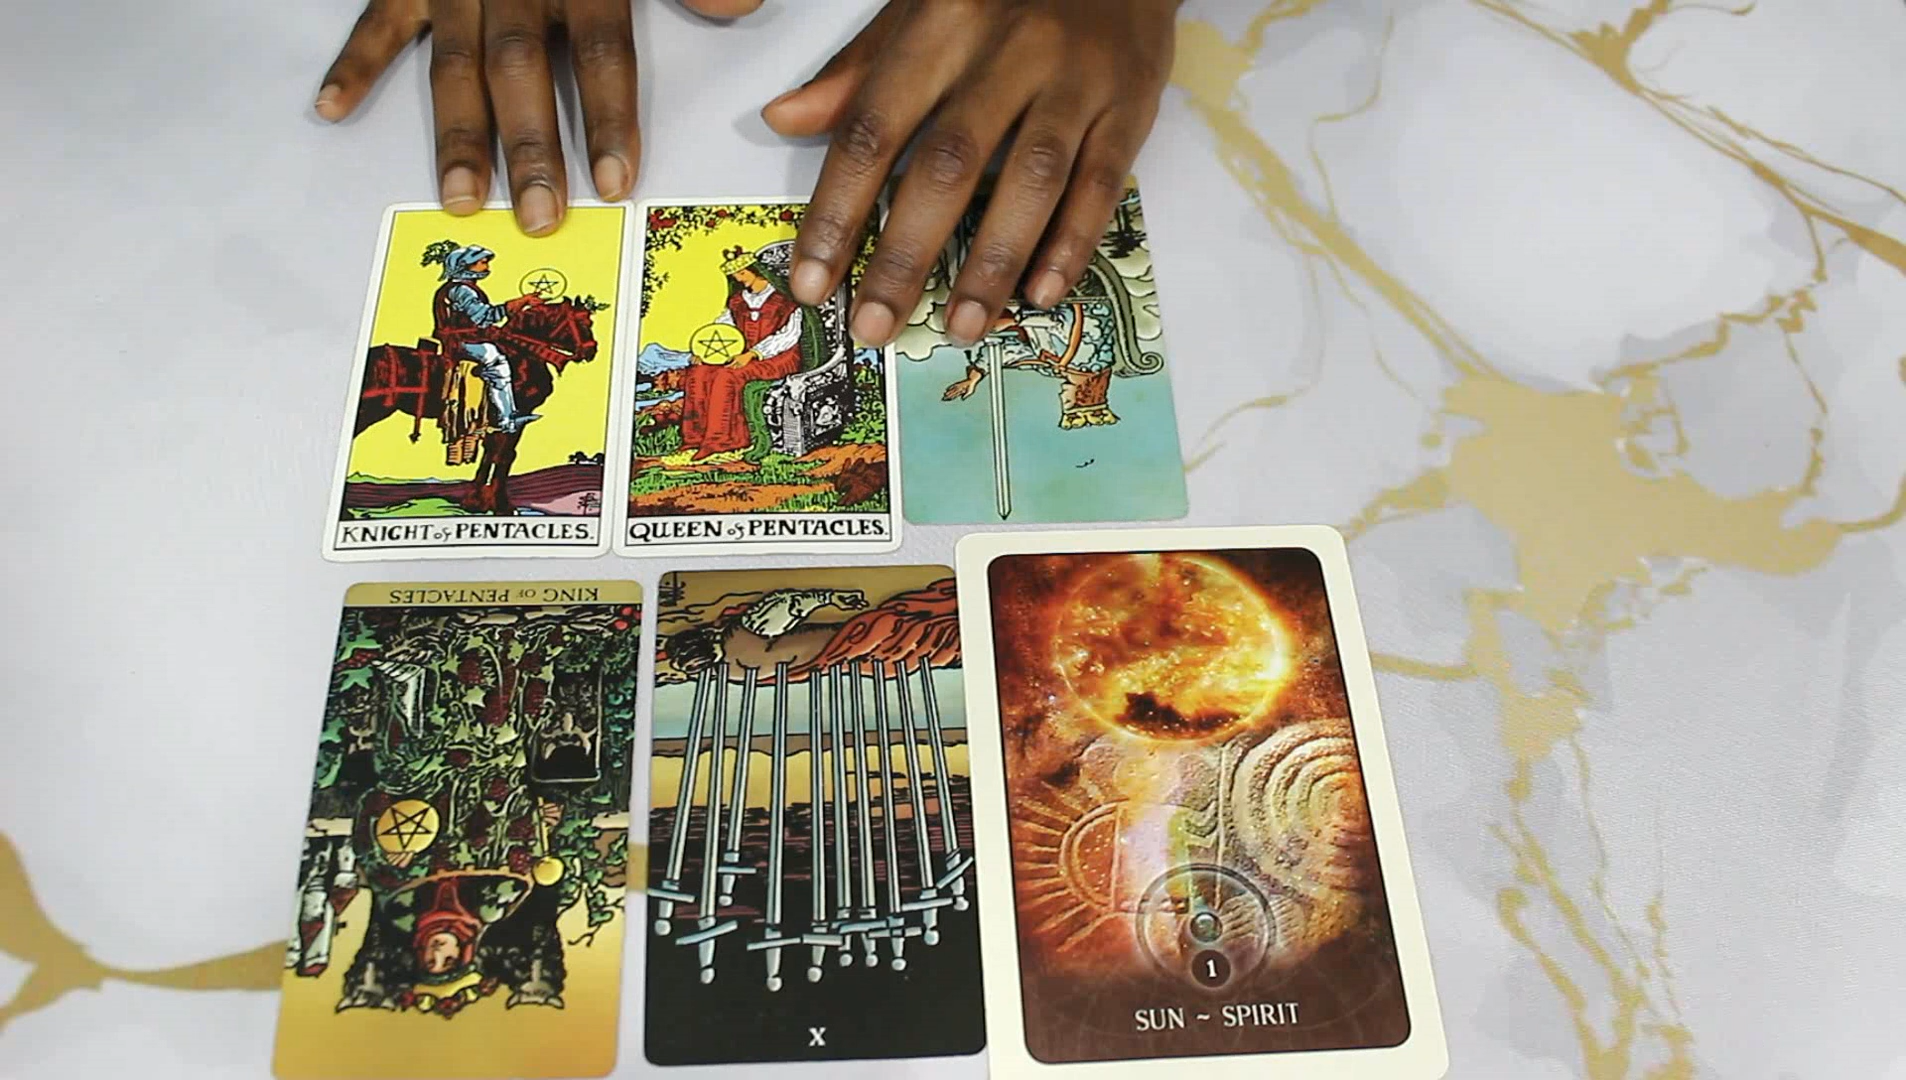 KNIGHT of PENTACLES.
QUEEN of PENTACLES.
KING OF PENTACLES
X
1
SUN ~ SPIRIT